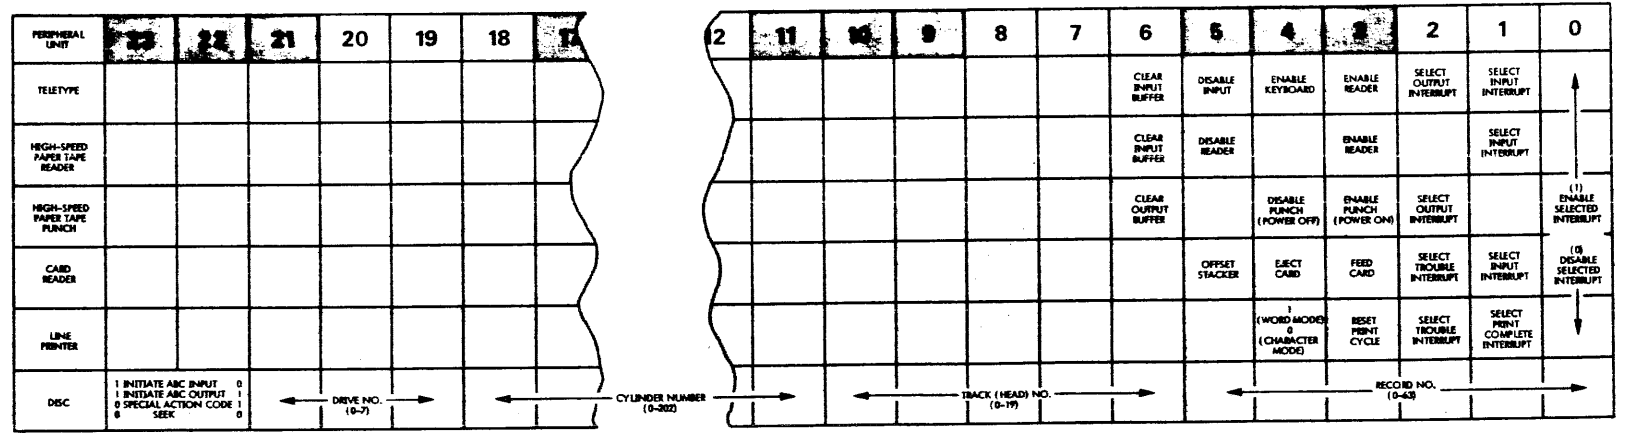 PERIPHERAL UNIT 23 22 21 20 19 18 17 12 11 10 9 8 7 6 5 4 3 2 1 0
TELETYPE
CLEAR INPUT BUFFER
DISABLE INPUT
ENABLE KEYBOARD
ENABLE READER
SELECT OUTPUT INTERRUPT
SELECT INPUT INTERRUPT
HIGH-SPEED PAPER TAPE READER
CLEAR INPUT BUFFER
DISABLE READER
ENABLE READER
SELECT INPUT INTERRUPT
HIGH-SPEED PAPER TAPE PUNCH
CLEAR OUTPUT BUFFER
DISABLE PUNCH (POWER OFF)
ENABLE PUNCH (POWER ON)
SELECT OUTPUT INTERRUPT
(1) ENABLE SELECTED INTERRUPT
CARD READER
OFFSET STACKER
EJECT CARD
FEED CARD
SELECT TROUBLE INTERRUPT
SELECT INPUT INTERRUPT
(0) DISABLE SELECTED INTERRUPT
LINE PRINTER
1 (WORD MODE) 0 (CHARACTER MODE)
RESET PRINT CYCLE
SELECT TROUBLE INTERRUPT
SELECT PRINT COMPLETE INTERRUPT
DISC
1 INITIATE ABC INPUT 0
1 INITIATE ABC OUTPUT 1
0 SPECIAL ACTION CODE 1
0 SEEK 0
DRIVE NO. (0-7)
CYLINDER NUMBER (0-202)
TRACK (HEAD) NO. (0-19)
RECORD NO. (0-63)